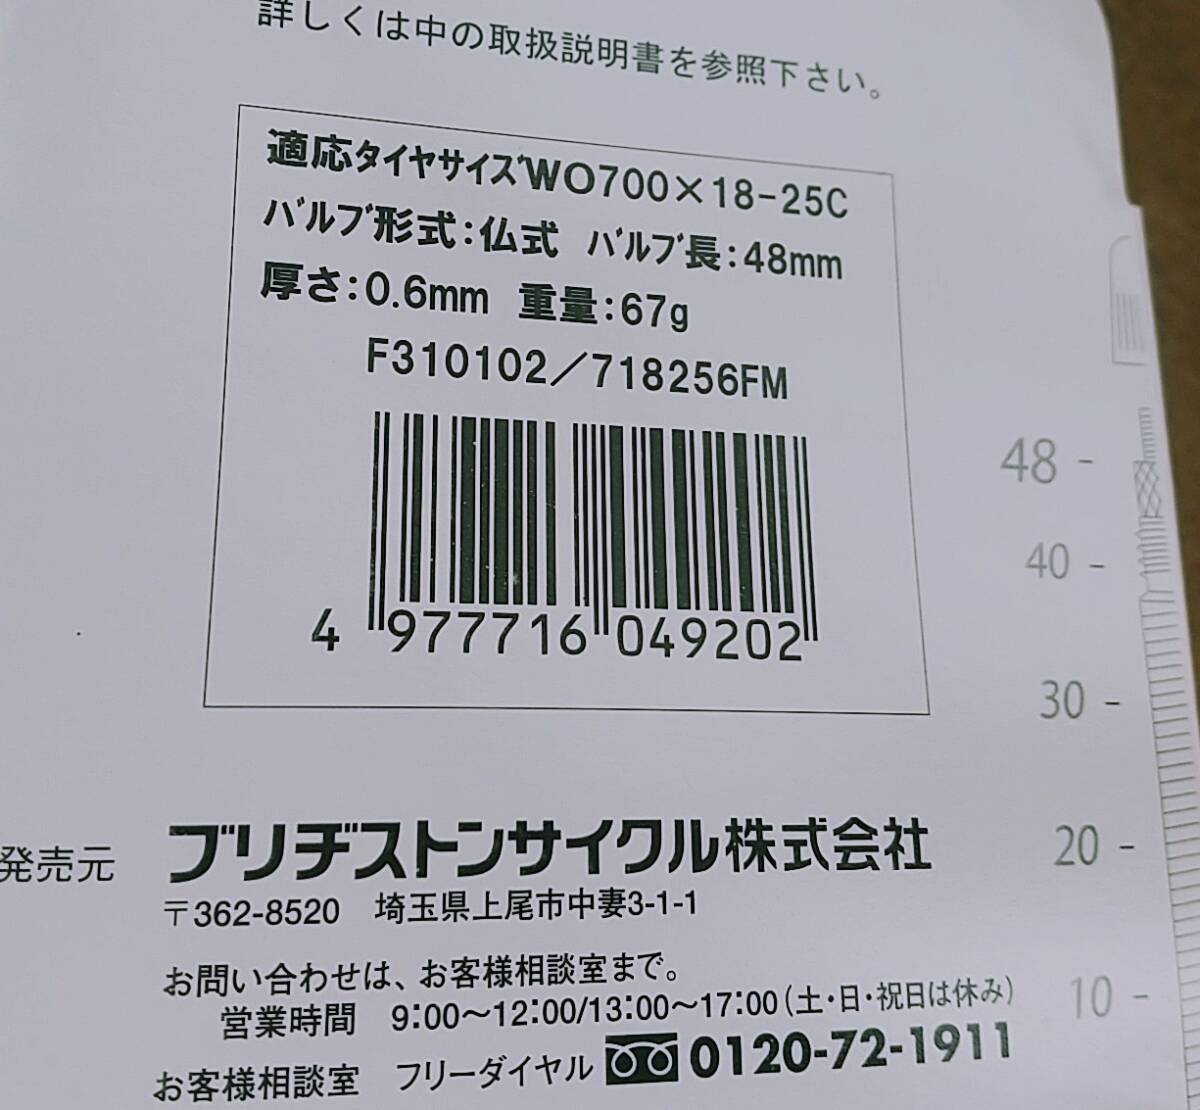 詳しくは中の取扱説明書を参照下さい。
適応タイヤサイズWO700×18-25C
バルブ形式:仏式 バルブ長:48mm
厚さ:0.6mm 重量:67g
F310102/718256FM
4 977716 049202
48 -
40 -
30 -
20 -
10 -
発売元 ブリヂストンサイクル株式会社
〒362-8520 埼玉県上尾市中妻3-1-1
お問い合わせは、お客様相談室まで。
営業時間 9:00〜12:00/13:00〜17:00(土・日・祝日は休み)
お客様相談室 フリーダイヤル 0120-72-1911